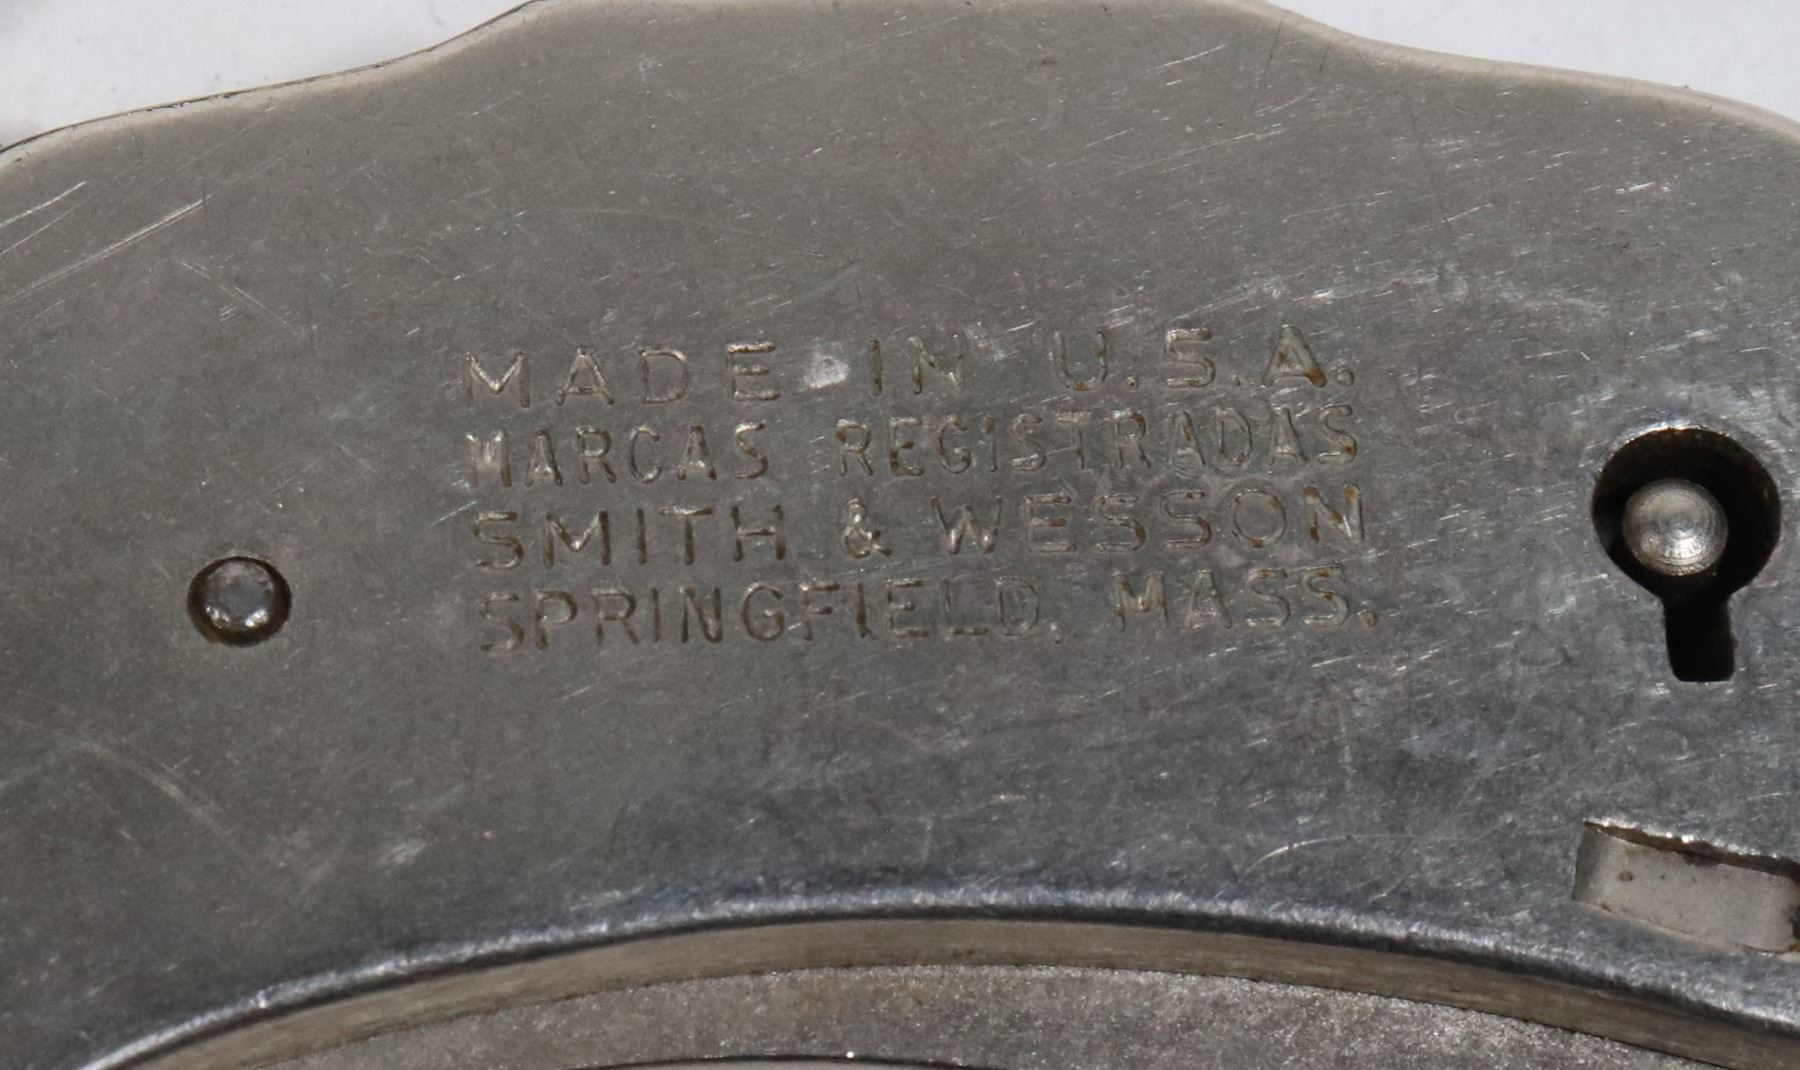 MADE IN U.S.A.
MARCAS REGISTRADAS
SMITH & WESSON
SPRINGFIELD, MASS.